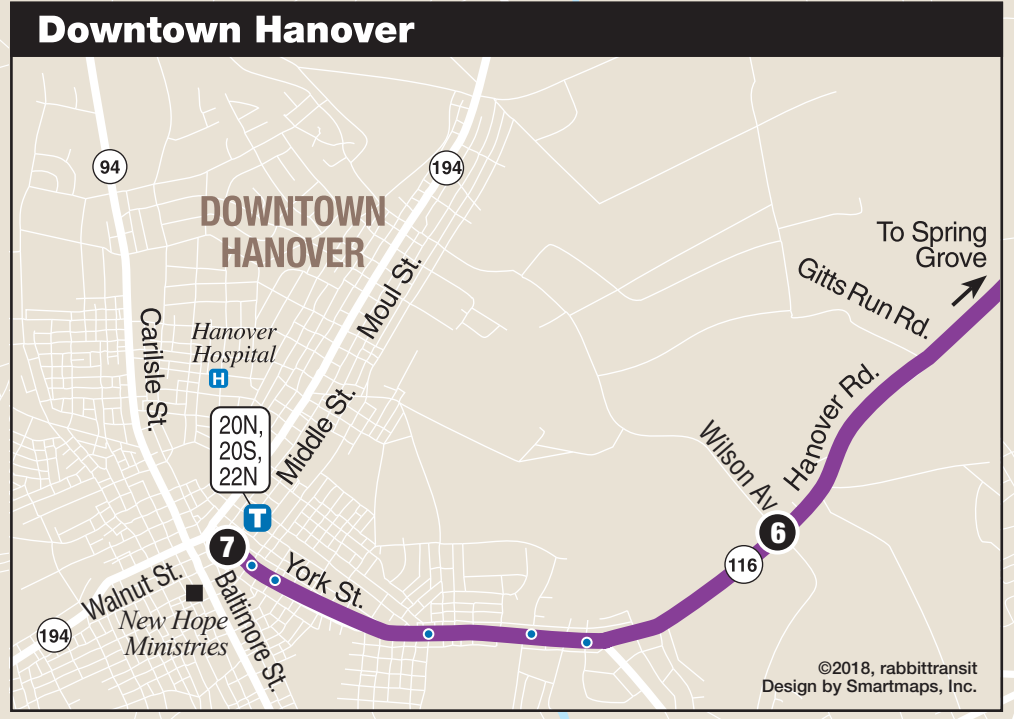 Downtown Hanover
94
194
DOWNTOWN
HANOVER
To Spring
Grove
Gitts Run Rd.
Moul St.
Carilsle St.
Hanover
Hospital
H
Hanover Rd.
Middle St.
20N,
20S,
22N
Wilson Av
T
7
6
116
York St.
Walnut St.
Baltimore St.
New Hope
Ministries
194
©2018, rabbittransit
Design by Smartmaps, Inc.